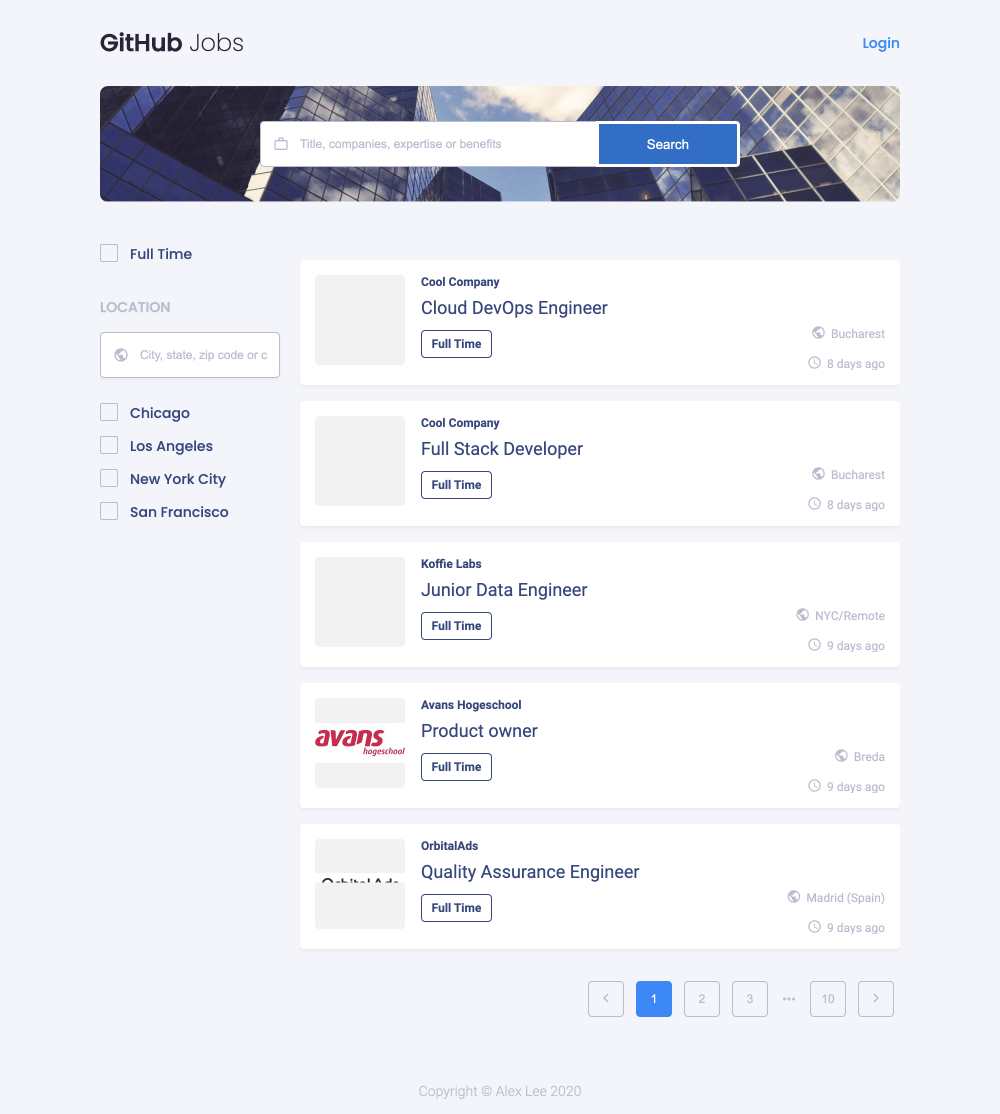 GitHub Jobs
Login
Title, companies, expertise or benefits
Search
Full Time
LOCATION
City, state, zip code or c
Chicago
Los Angeles
New York City
San Francisco
Cool Company
Cloud DevOps Engineer
Full Time
Bucharest
8 days ago
Cool Company
Full Stack Developer
Full Time
Bucharest
8 days ago
Koffie Labs
Junior Data Engineer
Full Time
NYC/Remote
9 days ago
avans
hogeschool
Avans Hogeschool
Product owner
Full Time
Breda
9 days ago
OrbitalAds
OrbitalAds
Quality Assurance Engineer
Full Time
Madrid (Spain)
9 days ago
1 2 3 ••• 10
Copyright © Alex Lee 2020